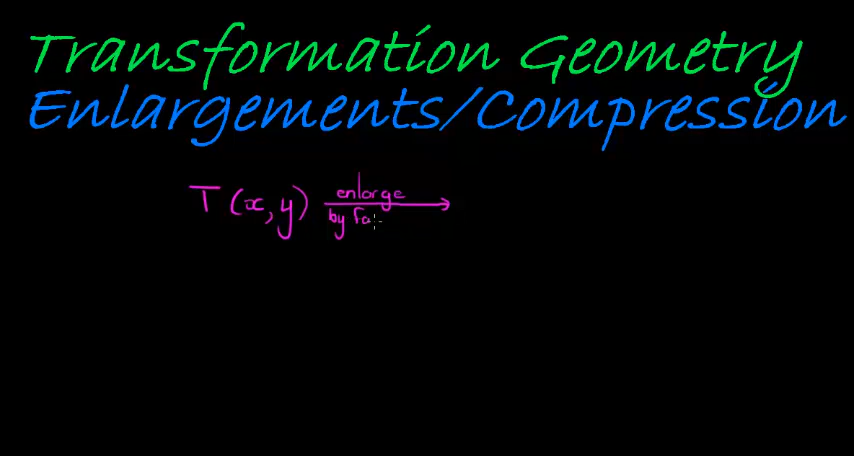 Transformation Geometry
Enlargements/Compression
T(x,y) enlarge
by fa